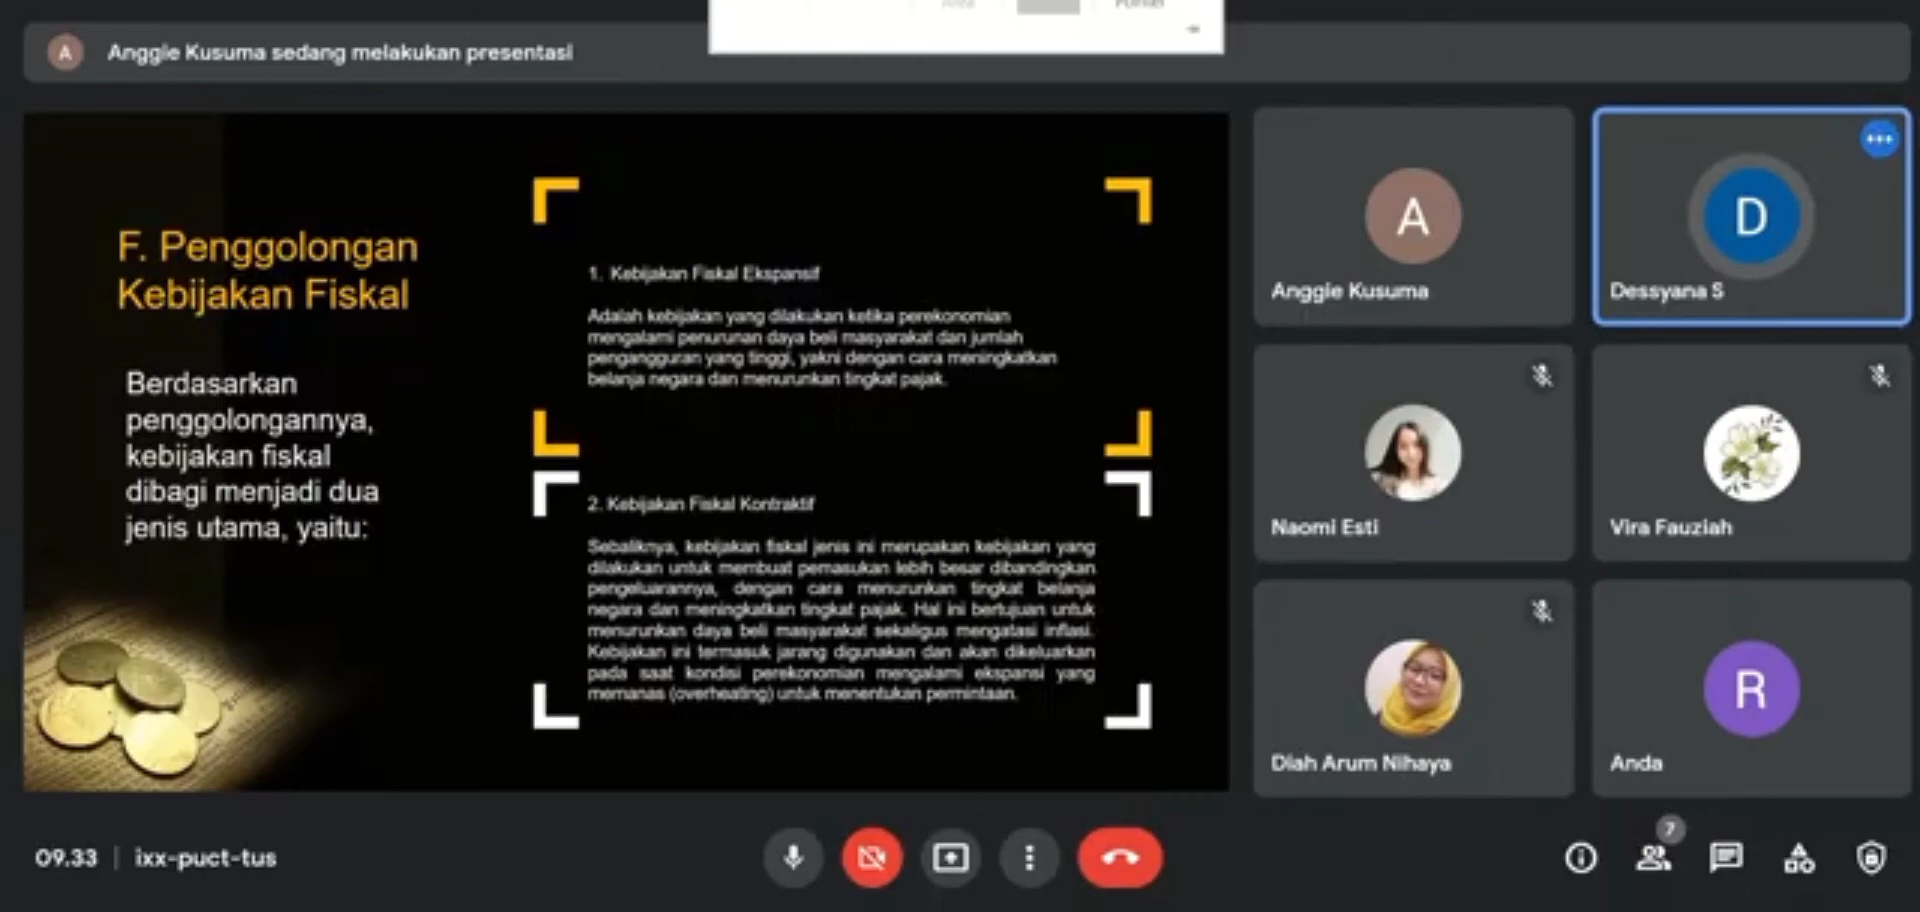 Pointer
A
Anggie Kusuma sedang melakukan presentasi
F. Penggolongan
Kebijakan Fiskal
Berdasarkan
penggolongannya,
kebijakan fiskal
dibagi menjadi dua
jenis utama, yaitu:
1. Kebijakan Fiskal Ekspansif
Adalah kebijakan yang dilakukan ketika perekonomian
mengalami penurunan daya beli masyarakat dan jumlah
pengangguran yang tinggi, yakni dengan cara meningkatkan
belanja negara dan menurunkan tingkat pajak.
2. Kebijakan Fiskal Kontraktif
Sebaliknya, kebijakan fiskal jenis ini merupakan kebijakan yang
dilakukan untuk membuat pemasukan lebih besar dibandingkan
pengeluarannya, dengan cara menurunkan tingkat belanja
negara dan meningkatkan tingkat pajak. Hal ini bertujuan untuk
menurunkan daya beli masyarakat sekaligus mengatasi inflasi.
Kebijakan ini termasuk jarang digunakan dan akan dikeluarkan
pada saat kondisi perekonomian mengalami ekspansi yang
memanas (overheating) untuk menentukan permintaan.
A
Anggie Kusuma
D
Dessyana S
Naomi Esti
Vira Fauziah
Diah Arum Nihaya
R
Anda
09.33 | ixx-puct-tus
7